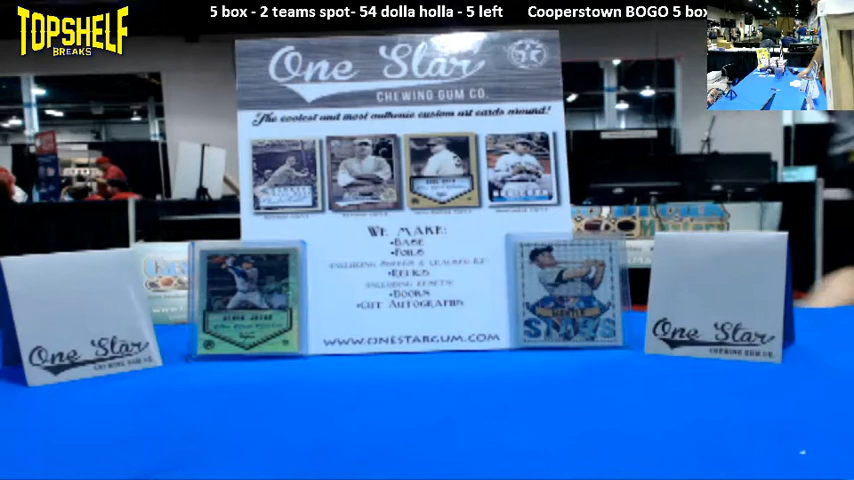 TOPSHELF
BREAKS
5 box - 2 teams spot- 54 dolla holla - 5 left Cooperstown BOGO 5 box
One Star
CHEWING GUM CO.
The coolest and most authentic custom art cards around!
WE MAKE:
•BASE
•FOILS
•RELICS
•BOOKS
•CUT AUTOGRAPHS
WWW.ONESTARGUM.COM
STARS
One Star
CHEWING GUM CO.
One Star
CHEWING GUM CO.